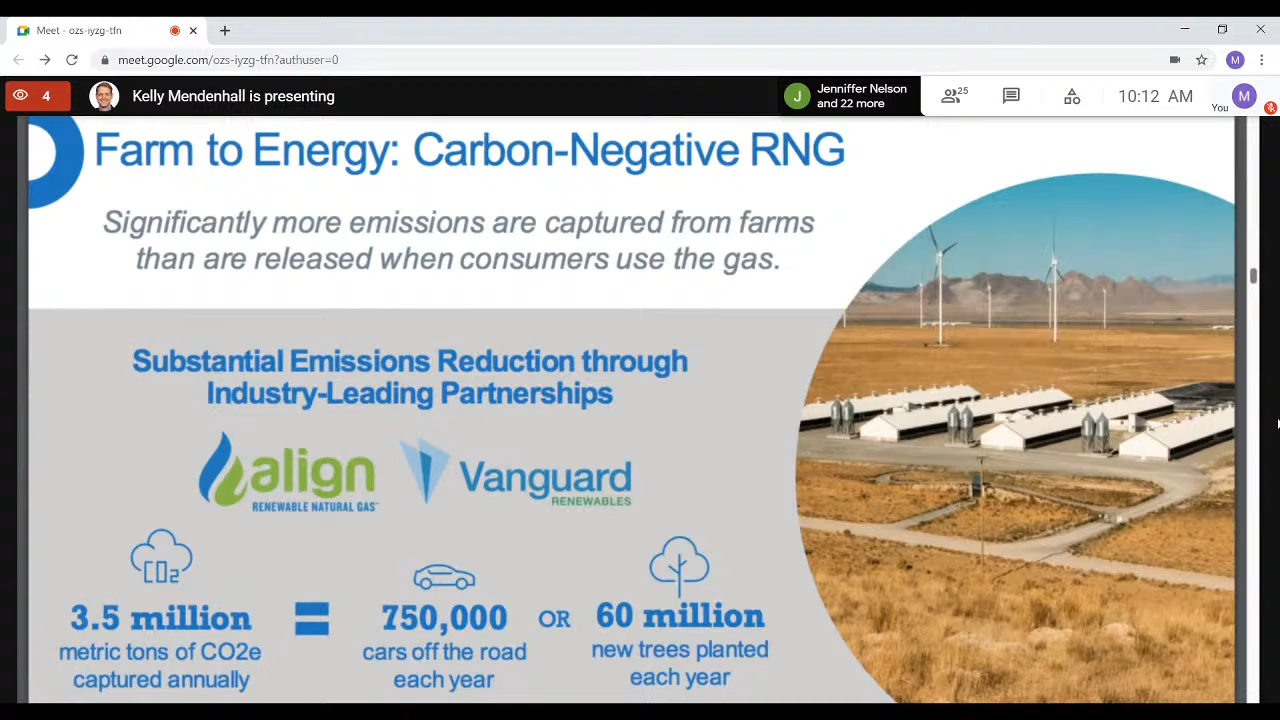 Meet - ozs-iyzg-tfn
meet.google.com/ozs-iyzg-tfn?authuser=0
M
4
Kelly Mendenhall is presenting
J
Jenniffer Nelson
and 22 more
25
10:12 AM
You
M
Farm to Energy: Carbon-Negative RNG
Significantly more emissions are captured from farms
than are released when consumers use the gas.
Substantial Emissions Reduction through
Industry-Leading Partnerships
align
RENEWABLE NATURAL GAS
Vanguard
RENEWABLES
CO2
3.5 million
metric tons of CO2e
captured annually
=
750,000
cars off the road
each year
OR
60 million
new trees planted
each year